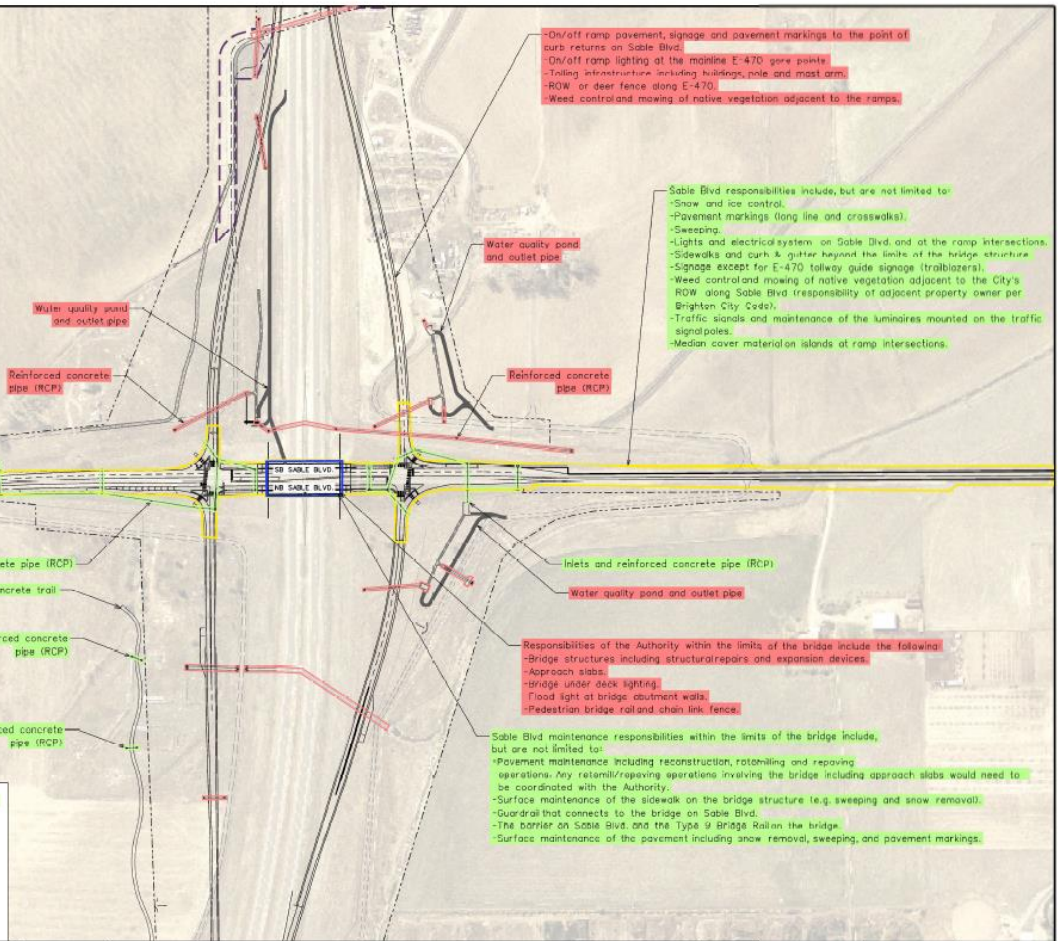 -On/off ramp pavement, signage and pavement markings to the point of
curb returns on Sable Blvd.
-On/off ramp lighting at the mainline E-470 gore points.
-Tolling infrastructure including buildings, pole and mast arm.
-ROW or deer fence along E-470.
-Weed control and mowing of native vegetation adjacent to the ramps.
Sable Blvd responsibilities include, but are not limited to:
-Snow and ice control.
-Pavement markings (long line and crosswalks).
-Sweeping.
-Lights and electrical system on Sable Blvd. and at the ramp intersections.
-Sidewalks and curb & gutter beyond the limits of the bridge structure
-Signage except for E-470 tollway guide signage (trailblazers).
-Weed control and mowing of native vegetation adjacent to the City's
ROW along Sable Blvd (responsibility of adjacent property owner per
Brighton City Code).
-Traffic signals and maintenance of the luminaires mounted on the traffic
signal poles.
-Median cover material on islands at ramp intersections.
Water quality pond
and outlet pipe
Water quality pond
and outlet pipe
Reinforced concrete
pipe (RCP)
Reinforced concrete
pipe (RCP)
SB SABLE BLVD.
NB SABLE BLVD.
ete pipe (RCP)
ncrete trail
rced concrete
pipe (RCP)
ced concrete
pipe (RCP)
Inlets and reinforced concrete pipe (RCP)
Water quality pond and outlet pipe
Responsibilities of the Authority within the limits of the bridge include the following:
-Bridge structures including structural repairs and expansion devices.
-Approach slabs.
-Bridge under deck lighting.
Flood light at bridge abutment walls.
-Pedestrian bridge rail and chain link fence.
Sable Blvd maintenance responsibilities within the limits of the bridge include,
but are not limited to:
-Pavement maintenance including reconstruction, rotomilling and repaving
operations. Any rotomill/repaving operations involving the bridge including approach slabs would need to
be coordinated with the Authority.
-Surface maintenance of the sidewalk on the bridge structure (e.g. sweeping and snow removal).
-Guardrail that connects to the bridge on Sable Blvd.
-The barrier on Sable Blvd. and the Type 9 Bridge Rail on the bridge.
-Surface maintenance of the pavement including snow removal, sweeping, and pavement markings.